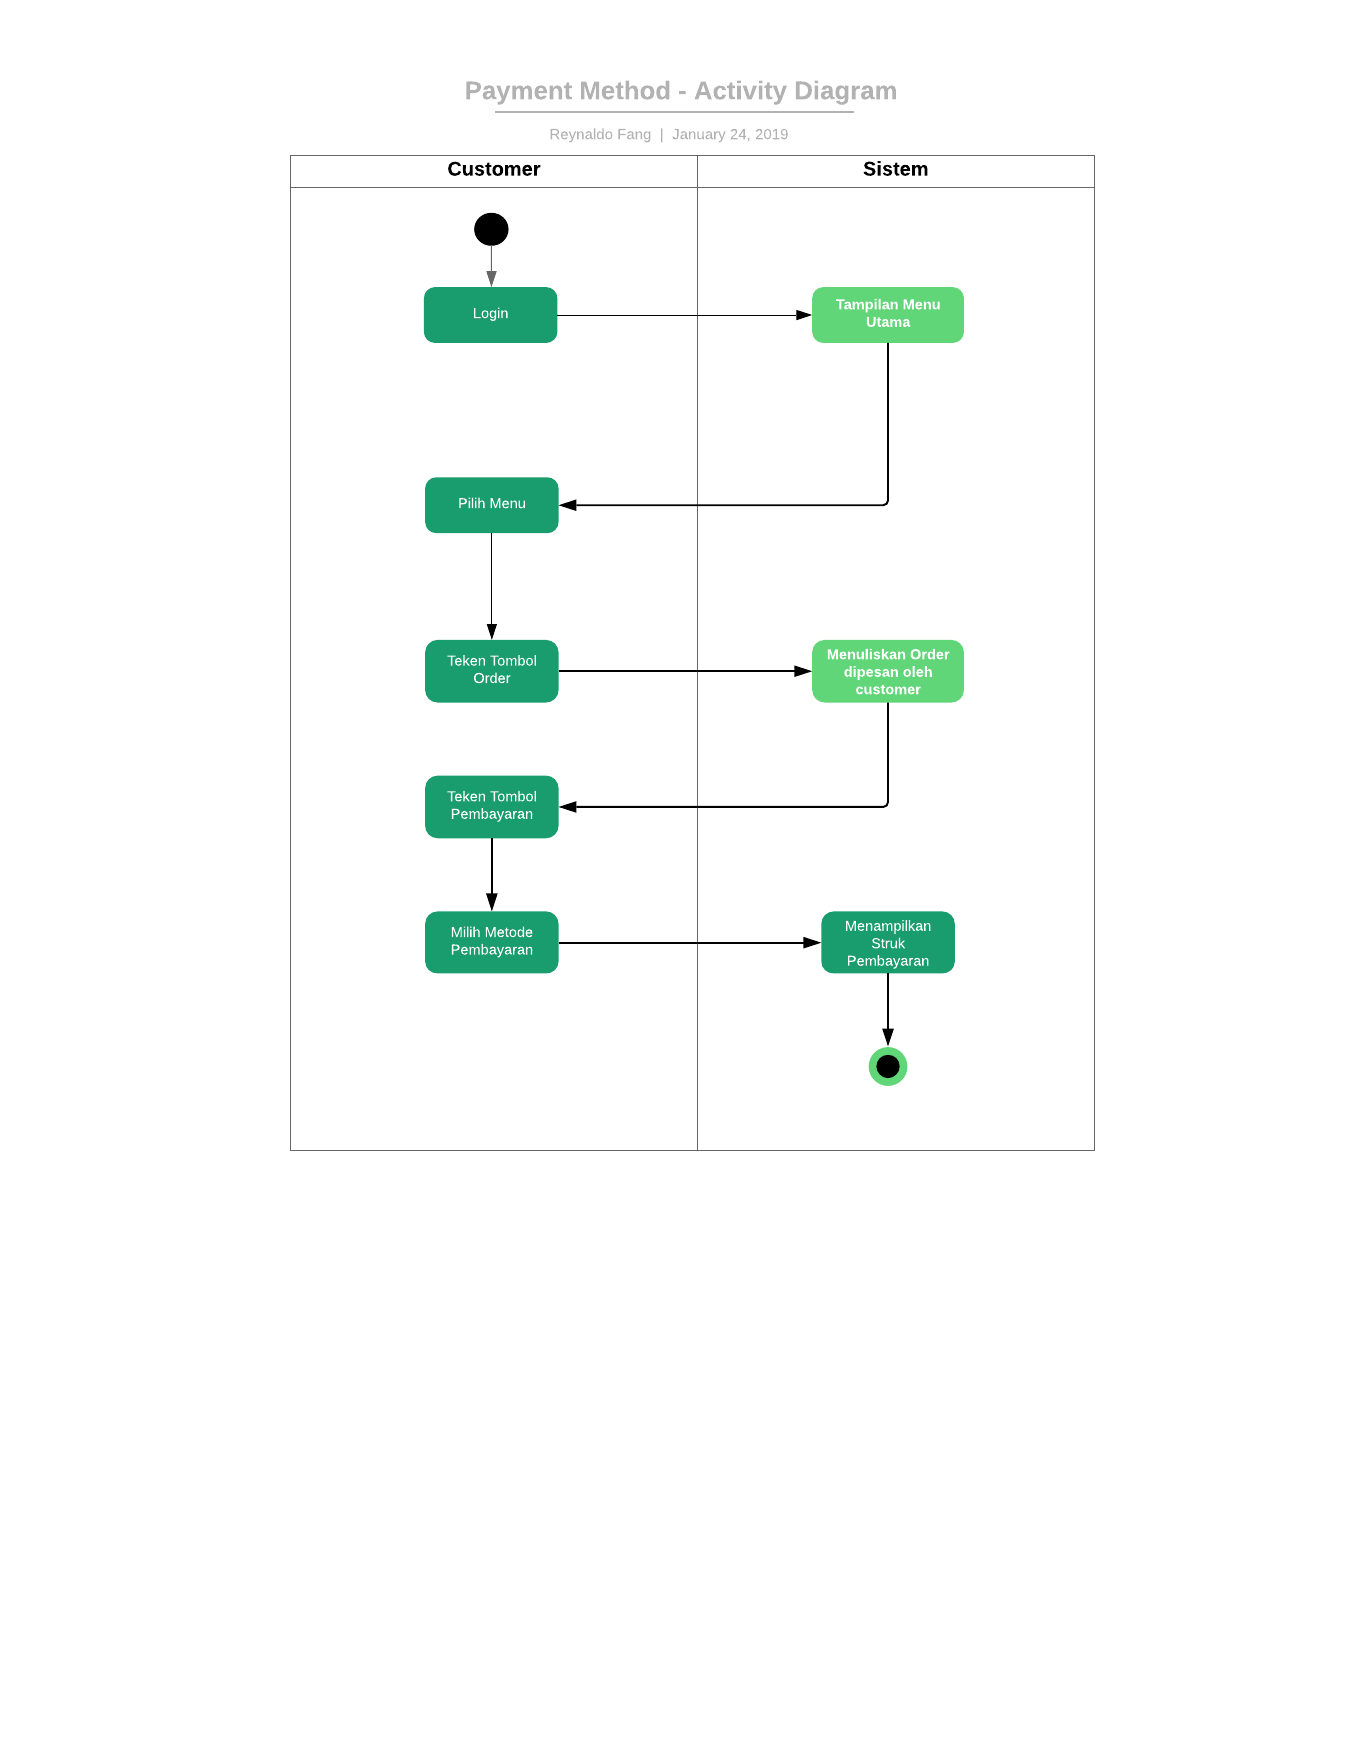 Payment Method - Activity Diagram
Reynaldo Fang | January 24, 2019
Customer
Sistem
Login
Tampilan Menu
Utama
Pilih Menu
Teken Tombol
Order
Menuliskan Order
dipesan oleh
customer
Teken Tombol
Pembayaran
Milih Metode
Pembayaran
Menampilkan
Struk
Pembayaran